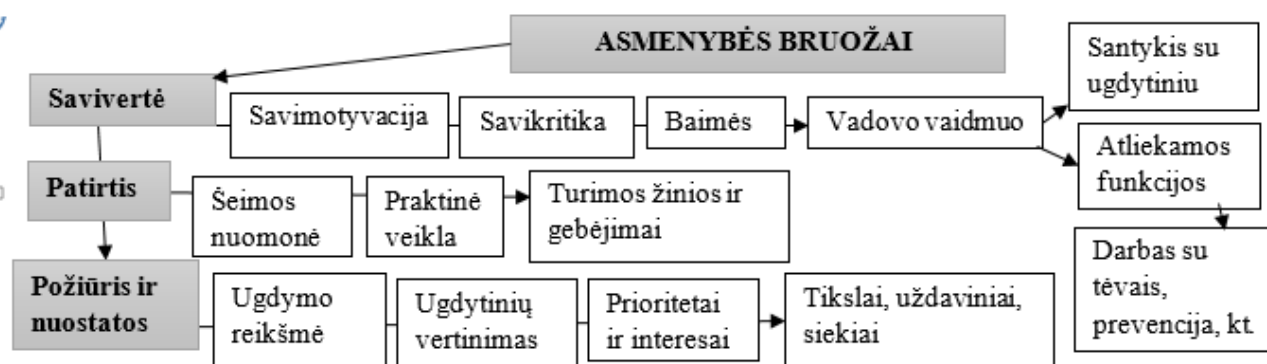 ASMENYBĖS BRUOŽAI
Savivertė
Savimotyvacija
Savikritika
Baimės
Vadovo vaidmuo
Santykis su
ugdytiniu
Atliekamos
funkcijos
Darbas su
tėvais,
prevencija, kt.
Patirtis
Šeimos
nuomonė
Praktinė
veikla
Turimos žinios ir
gebėjimai
Požiūris ir
nuostatos
Ugdymo
reikšmė
Ugdytinių
vertinimas
Prioritetai
ir interesai
Tikslai, uždaviniai,
siekiai